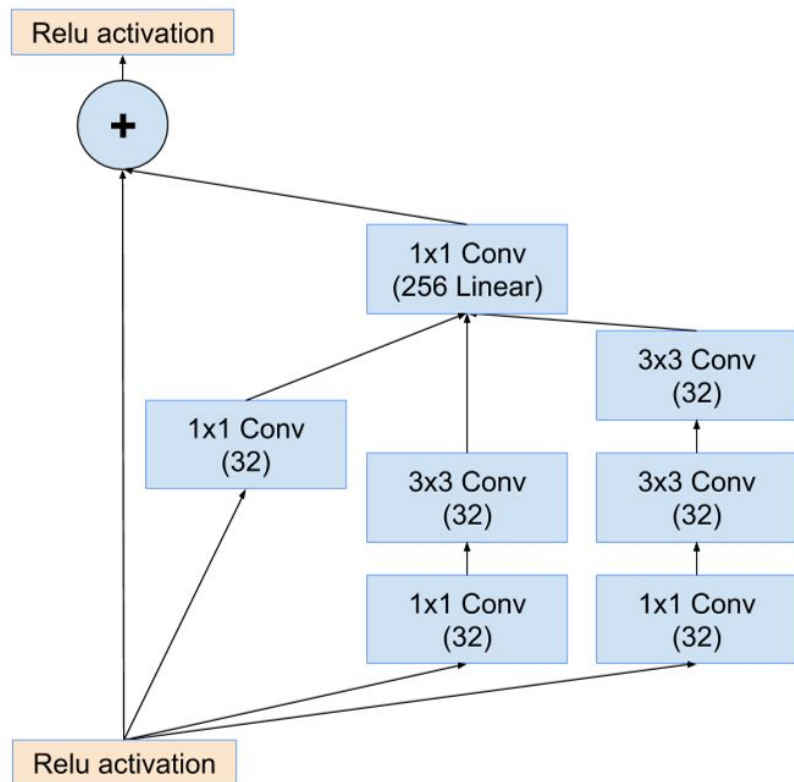 Relu activation
+
1x1 Conv
(256 Linear)
3x3 Conv
(32)
1x1 Conv
(32)
3x3 Conv
(32)
3x3 Conv
(32)
1x1 Conv
(32)
1x1 Conv
(32)
Relu activation